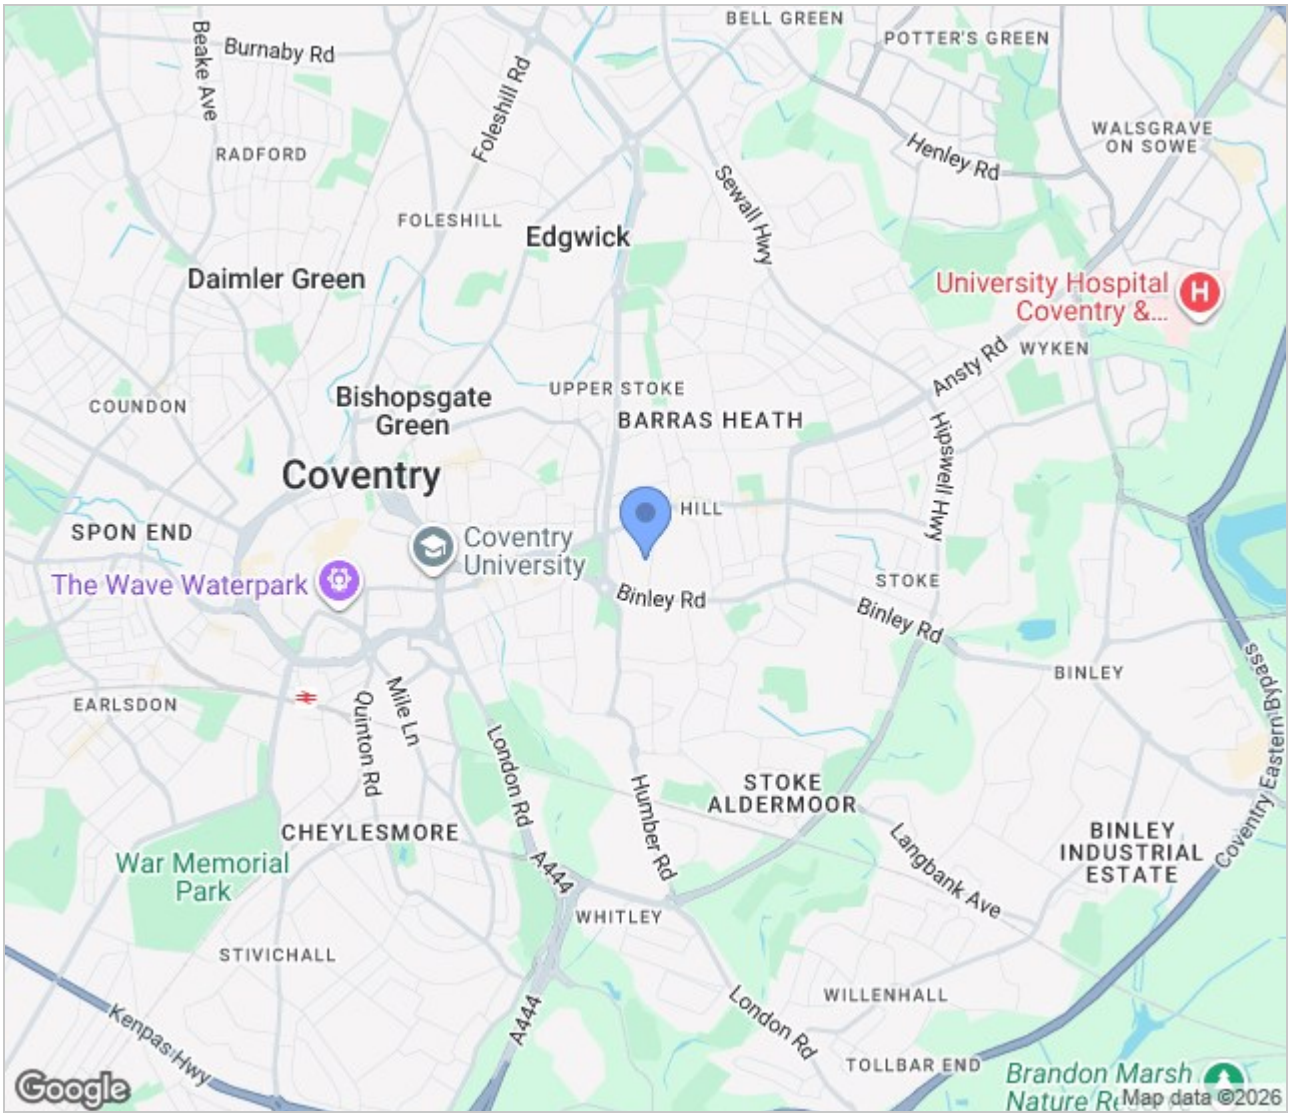 BELL GREEN
POTTER'S GREEN
Burnaby Rd
Beake Ave
Foleshill Rd
WALSGRAVE
ON SOWE
RADFORD
Henley Rd
Sewall Hwy
FOLESHILL
Edgwick
Daimler Green
University Hospital
Coventry &...
H
WYKEN
Ansty Rd
UPPER STOKE
Bishopsgate
Green
COUNDON
BARRAS HEATH
Hipswell Hwy
Coventry
HILL
SPON END
Coventry
University
The Wave Waterpark
STOKE
Binley Rd
Binley Rd
BINLEY
Coventry Eastern Bypass
EARLSDON
Quinton Rd
Mile Ln
London Rd
STOKE
ALDERMOOR
Humber Rd
CHEYLESMORE
BINLEY
INDUSTRIAL
ESTATE
Langbank Ave
War Memorial
Park
A444
WHITLEY
STIVICHALL
WILLENHALL
London Rd
A444
Kenpas Hwy
TOLLBAR END
Brandon Marsh
Nature Re
Google
Map data ©2026